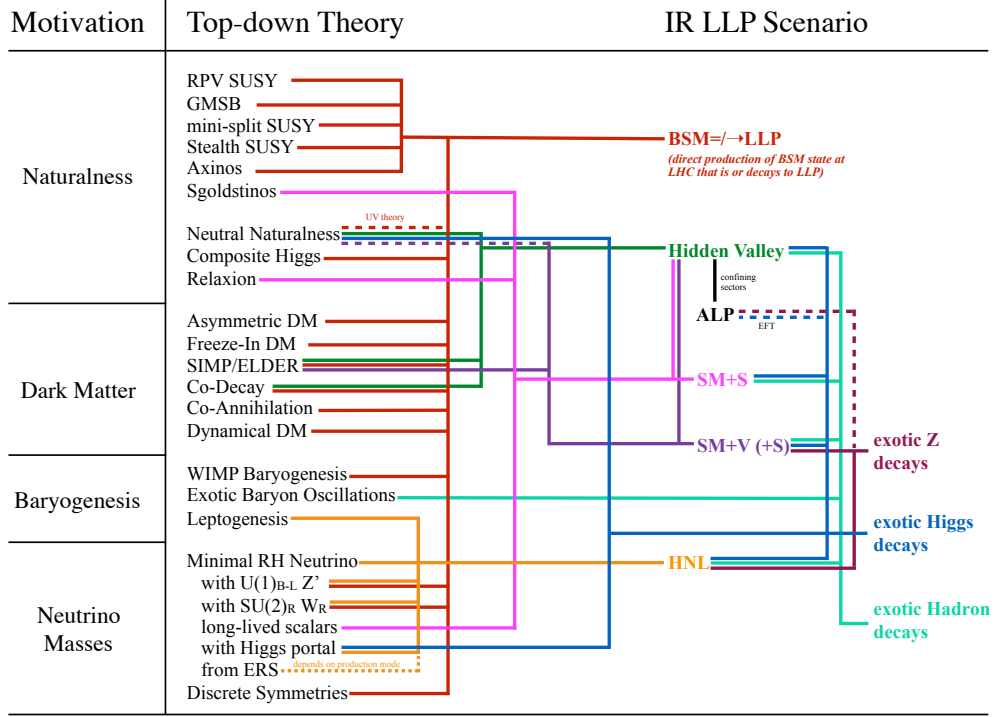 Motivation
Top-down Theory
IR LLP Scenario
Naturalness
RPV SUSY
GMSB
mini-split SUSY
Stealth SUSY
Axinos
Sgoldstinos
UV theory
Neutral Naturalness
Composite Higgs
Relaxion
BSM=/→LLP
(direct production of BSM state at
LHC that is or decays to LLP)
Hidden Valley
confining
sectors
ALP
EFT
Dark Matter
Asymmetric DM
Freeze-In DM
SIMP/ELDER
Co-Decay
Co-Annihilation
Dynamical DM
SM+S
SM+V (+S)
exotic Z
decays
Baryogenesis
WIMP Baryogenesis
Exotic Baryon Oscillations
Leptogenesis
exotic Higgs
decays
Neutrino
Masses
Minimal RH Neutrino
with U(1)B-L Z'
with SU(2)R WR
long-lived scalars
with Higgs portal
depends on production mode
from ERS
Discrete Symmetries
HNL
exotic Hadron
decays